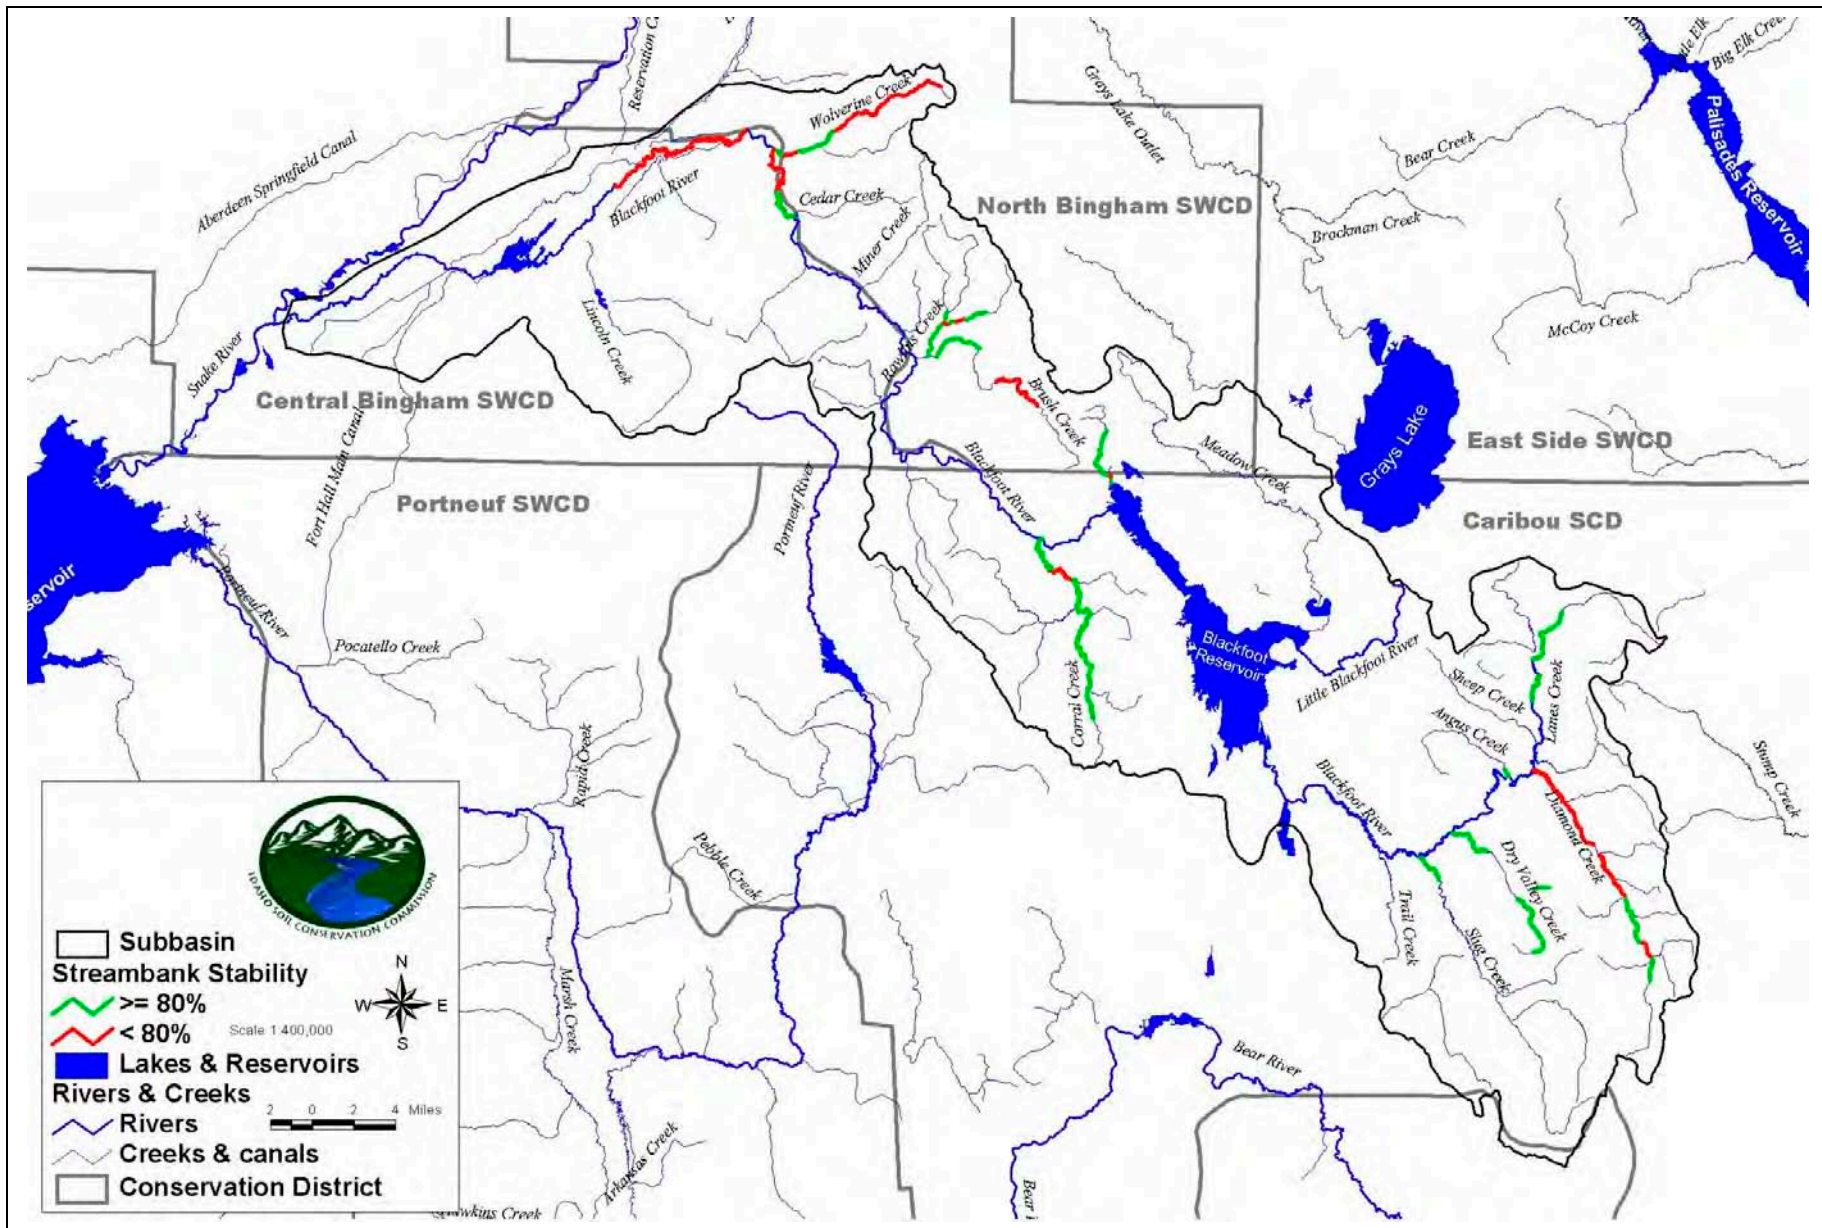 Reservation C
Aberdeen Springfield Canal
Wolverine Creek
Grays Lake Outlet
Big Elk Creek
Palisades Reservoir
Bear Creek
Blackfoot River
Cedar Creek
North Bingham SWCD
Brockman Creek
Miner Creek
McCoy Creek
Lincoln Creek
Rawlins Creek
Snake River
Central Bingham SWCD
Fort Hall Main Canal
Brush Creek
Meadow Creek
Grays Lake
East Side SWCD
Portneuf SWCD
Portneuf River
Blackfoot River
Caribou SCD
servoir
Portneuf River
Pocatello Creek
Corral Creek
Blackfoot
Reservoir
Little Blackfoot River
Sheep Creek
Lanes Creek
Angus Creek
Stump Creek
Rapid Creek
Blackfoot River
Diamond Creek
Pebble Creek
Dry Valley Creek
Trail Creek
Slug Creek
Marsh Creek
Bear River
Arkansas Creek
Bear
awkins Creek
IDAHO SOIL CONSERVATION COMMISSION
Subbasin
Streambank Stability
>= 80%
< 80%
Scale 1:400,000
N
W E
S
Lakes & Reservoirs
Rivers & Creeks
2 0 2 4 Miles
Rivers
Creeks & canals
Conservation District